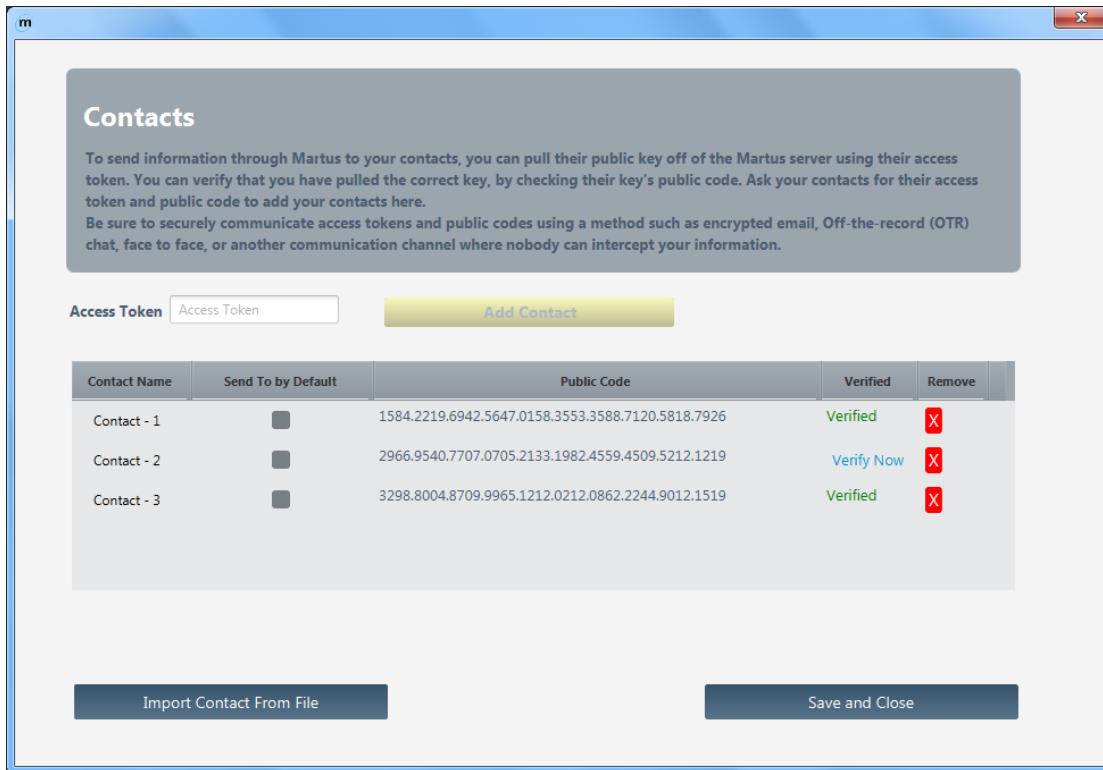 m
X
Contacts
To send information through Martus to your contacts, you can pull their public key off of the Martus server using their access
token. You can verify that you have pulled the correct key, by checking their key's public code. Ask your contacts for their access
token and public code to add your contacts here.
Be sure to securely communicate access tokens and public codes using a method such as encrypted email, Off-the-record (OTR)
chat, face to face, or another communication channel where nobody can intercept your information.
Access Token Access Token Add Contact
Contact Name Send To by Default Public Code Verified Remove
Contact - 1 1584.2219.6942.5647.0158.3553.3588.7120.5818.7926 Verified X
Contact - 2 2966.9540.7707.0705.2133.1982.4559.4509.5212.1219 Verify Now X
Contact - 3 3298.8004.8709.9965.1212.0212.0862.2244.9012.1519 Verified X
Import Contact From File Save and Close